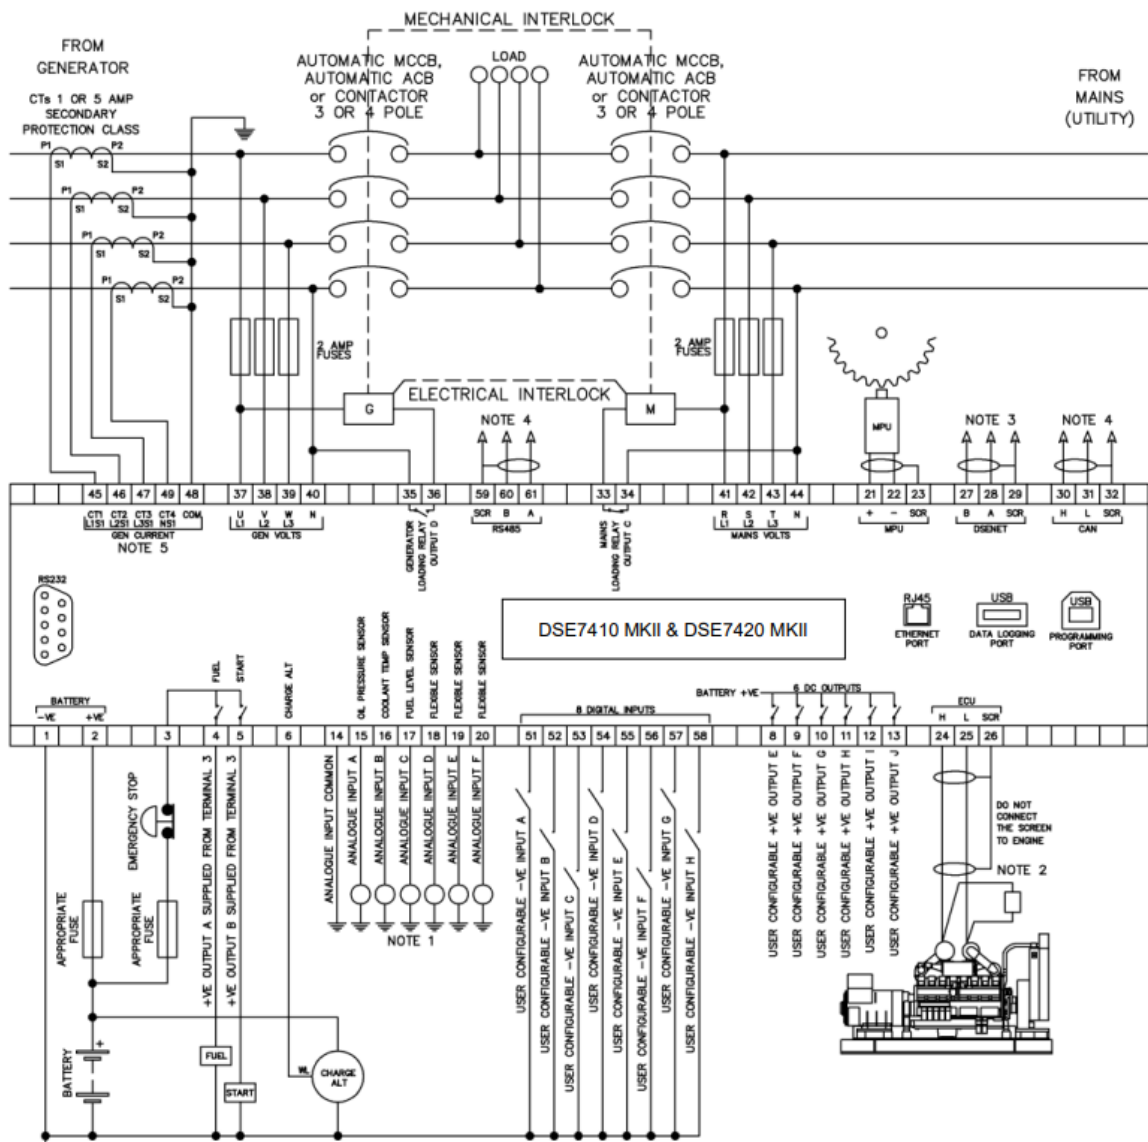 MECHANICAL INTERLOCK
FROM
GENERATOR
CTs 1 OR 5 AMP
SECONDARY
PROTECTION CLASS
AUTOMATIC MCCB,
AUTOMATIC ACB
or CONTACTOR
3 OR 4 POLE
LOAD
AUTOMATIC MCCB,
AUTOMATIC ACB
or CONTACTOR
3 OR 4 POLE
FROM
MAINS
(UTILITY)
P1 P2
S1 S2
P1 P2
S1 S2
P1 P2
S1 S2
P1 P2
S1 S2
2 AMP
FUSES
2 AMP
FUSES
ELECTRICAL INTERLOCK
G
M
NOTE 4
MPU
NOTE 3
NOTE 4
45 46 47 49 48 37 38 39 40 35 36 59 60 61 33 34 41 42 43 44 21 22 23 27 28 29 30 31 32
CT1 CT2 CT3 CT4 COM
L1S1 L2S1 L3S1 NS1
GEN CURRENT
NOTE 5
U V W N
L1 L2 L3
GEN VOLTS
GENERATOR
LOADING RELAY
OUTPUT D
SCR B A
RS485
MAINS
LOADING RELAY
OUTPUT C
R S T N
L1 L2 L3
MAINS VOLTS
+ − SCR
MPU
B A SCR
DSENET
H L SCR
CAN
RS232
DSE7410 MKII & DSE7420 MKII
RJ45
ETHERNET
PORT
USB
DATA LOGGING
PORT
USB
PROGRAMMING
PORT
BATTERY
-VE +VE
FUEL
START
CHARGE ALT
OIL PRESSURE SENSOR
COOLANT TEMP SENSOR
FUEL LEVEL SENSOR
FLEXIBLE SENSOR
FLEXIBLE SENSOR
FLEXIBLE SENSOR
8 DIGITAL INPUTS
BATTERY +VE
6 DC OUTPUTS
ECU
H L SCR
1 2 3 4 5 6 14 15 16 17 18 19 20 51 52 53 54 55 56 57 58 8 9 10 11 12 13 24 25 26
EMERGENCY STOP
APPROPRIATE
FUSE
APPROPRIATE
FUSE
+VE OUTPUT A SUPPLIED FROM TERMINAL 3
+VE OUTPUT B SUPPLIED FROM TERMINAL 3
ANALOGUE INPUT COMMON
ANALOGUE INPUT A
ANALOGUE INPUT B
ANALOGUE INPUT C
ANALOGUE INPUT D
ANALOGUE INPUT E
ANALOGUE INPUT F
NOTE 1
USER CONFIGURABLE -VE INPUT A
USER CONFIGURABLE -VE INPUT B
USER CONFIGURABLE -VE INPUT C
USER CONFIGURABLE -VE INPUT D
USER CONFIGURABLE -VE INPUT E
USER CONFIGURABLE -VE INPUT F
USER CONFIGURABLE -VE INPUT G
USER CONFIGURABLE -VE INPUT H
USER CONFIGURABLE +VE OUTPUT E
USER CONFIGURABLE +VE OUTPUT F
USER CONFIGURABLE +VE OUTPUT G
USER CONFIGURABLE +VE OUTPUT H
USER CONFIGURABLE +VE OUTPUT I
USER CONFIGURABLE +VE OUTPUT J
DO NOT
CONNECT
THE SCREEN
TO ENGINE
NOTE 2
BATTERY
+
FUEL
START
WL
CHARGE
ALT